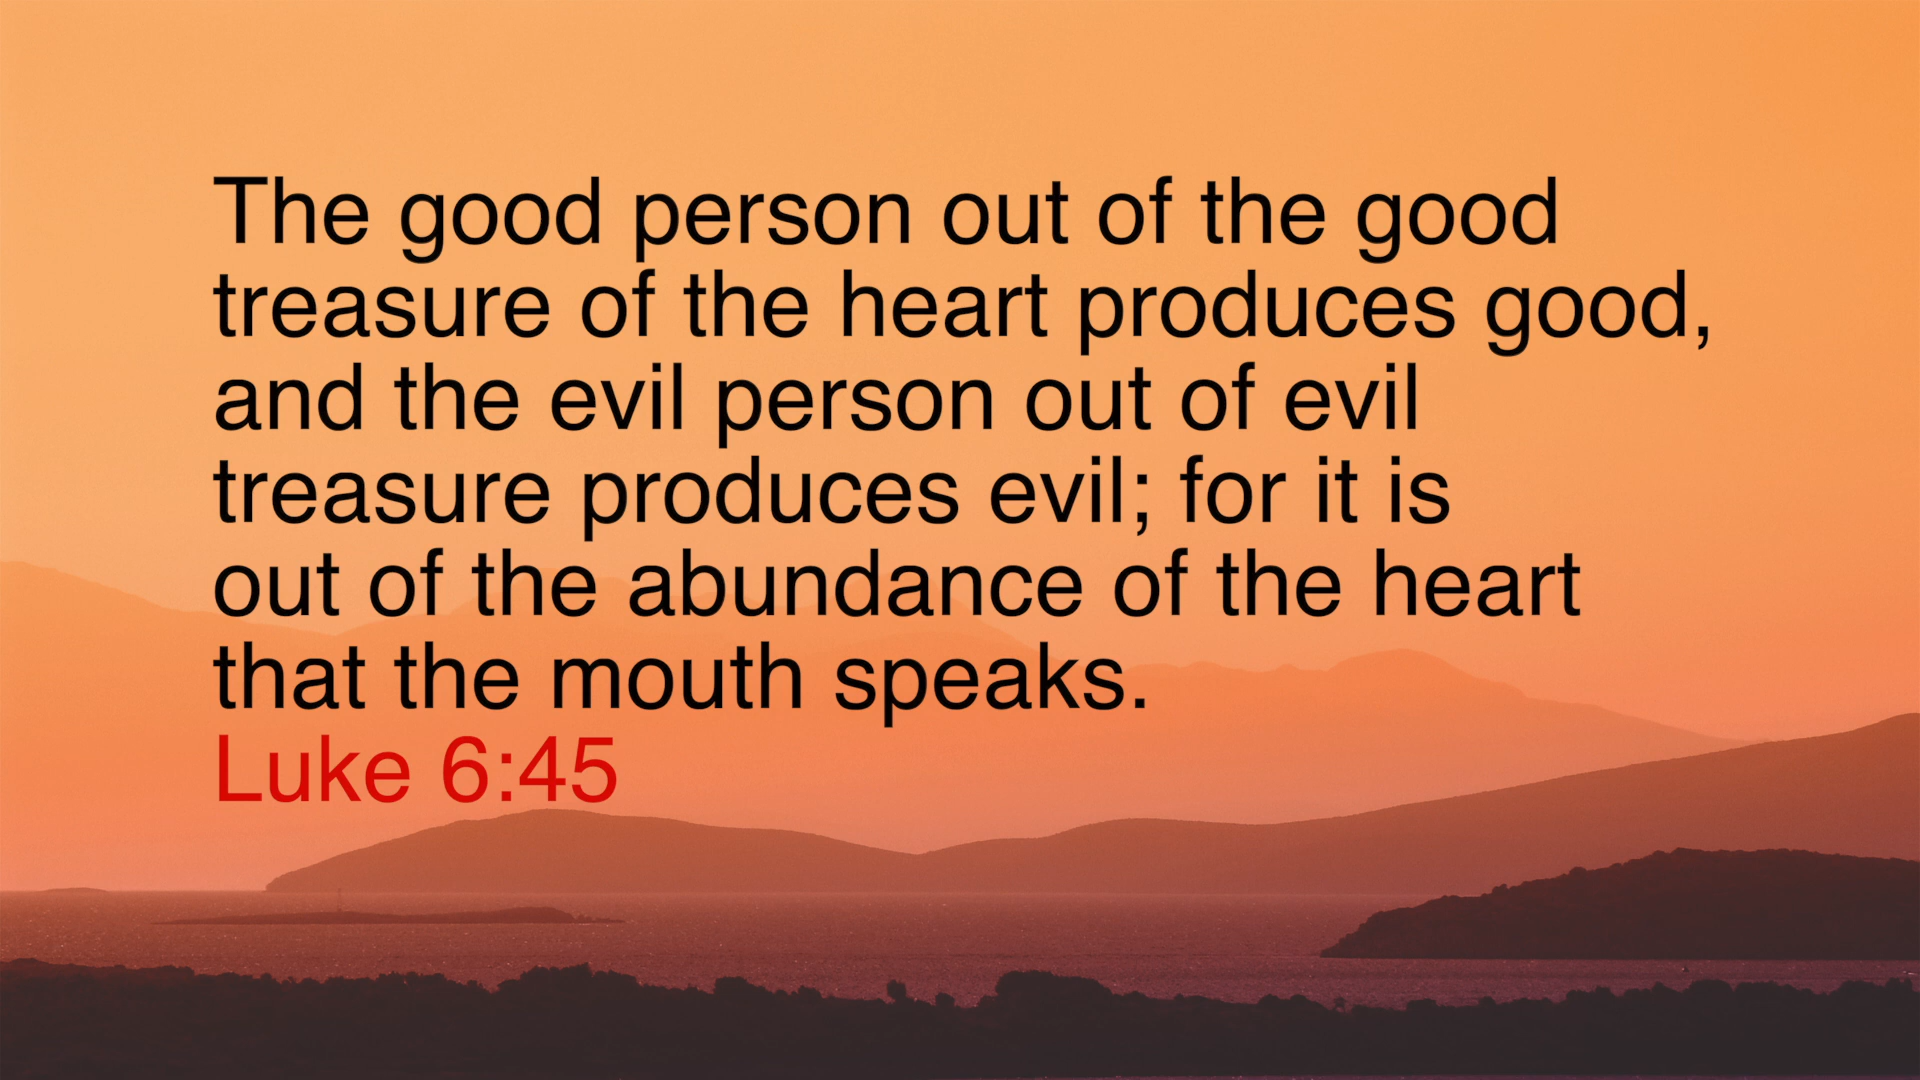 The good person out of the good
treasure of the heart produces good,
and the evil person out of evil
treasure produces evil; for it is
out of the abundance of the heart
that the mouth speaks.
Luke 6:45